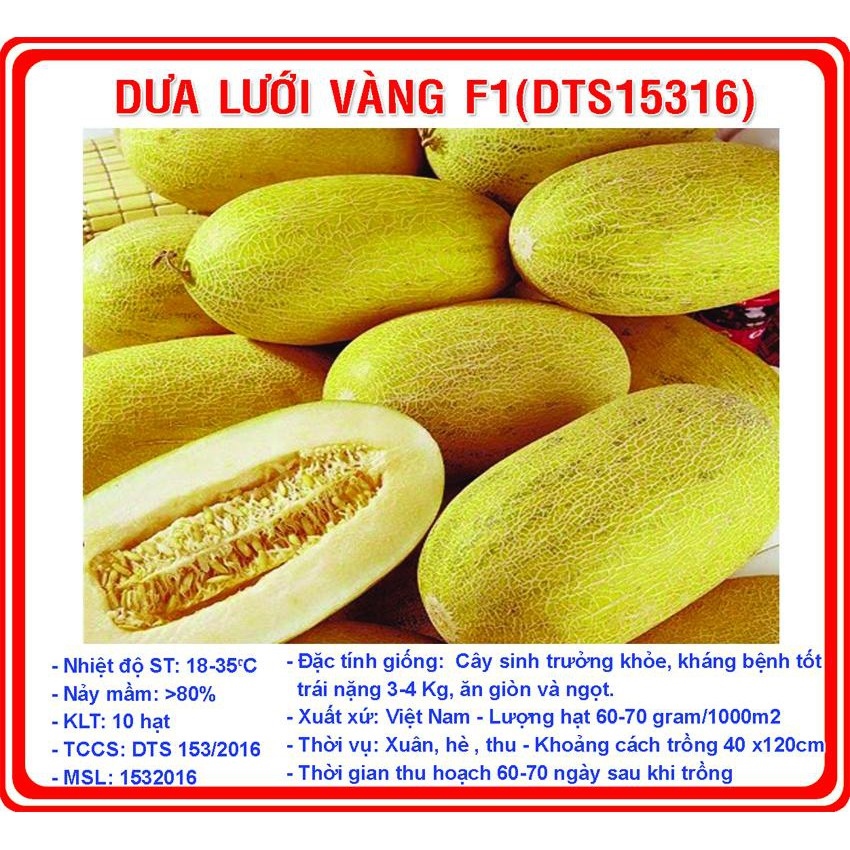 DƯA LƯỚI VÀNG F1(DTS15316)
- Nhiệt độ ST: 18-35°C
- Nảy mầm: >80%
- KLT: 10 hạt
- TCCS: DTS 153/2016
- MSL: 1532016
- Đặc tính giống: Cây sinh trưởng khỏe, kháng bệnh tốt
trái nặng 3-4 Kg, ăn giòn và ngọt.
- Xuất xứ: Việt Nam - Lượng hạt 60-70 gram/1000m2
- Thời vụ: Xuân, hè , thu - Khoảng cách trồng 40 x120cm
- Thời gian thu hoạch 60-70 ngày sau khi trồng